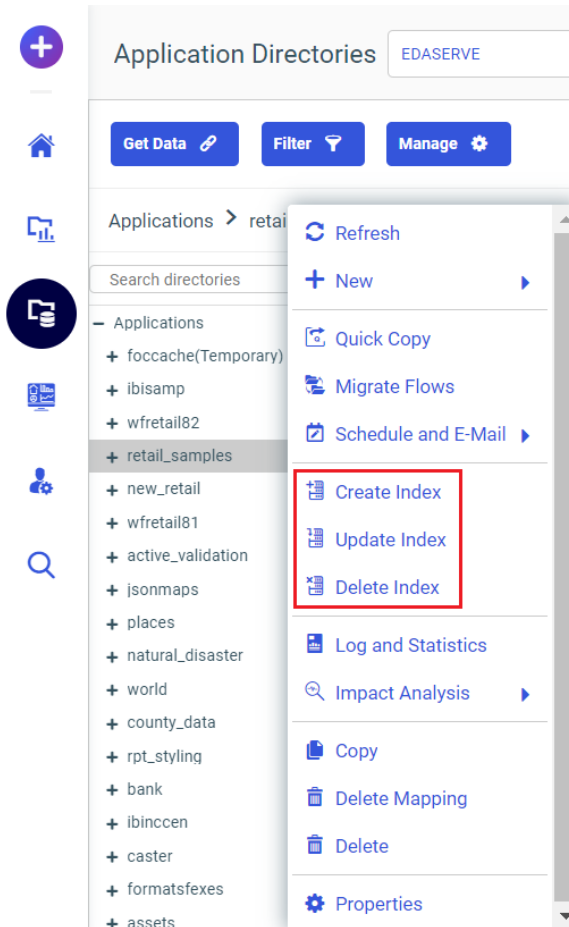 Application Directories
EDASERVE
Get Data
Filter
Manage
Applications > retai
Search directories
Applications
foccache(Temporary)
ibisamp
wfretail82
retail_samples
new_retail
wfretail81
active_validation
jsonmaps
places
natural_disaster
world
county_data
rpt_styling
bank
ibinccen
caster
formatsfexes
assets
Refresh
New
Quick Copy
Migrate Flows
Schedule and E-Mail
Create Index
Update Index
Delete Index
Log and Statistics
Impact Analysis
Copy
Delete Mapping
Delete
Properties